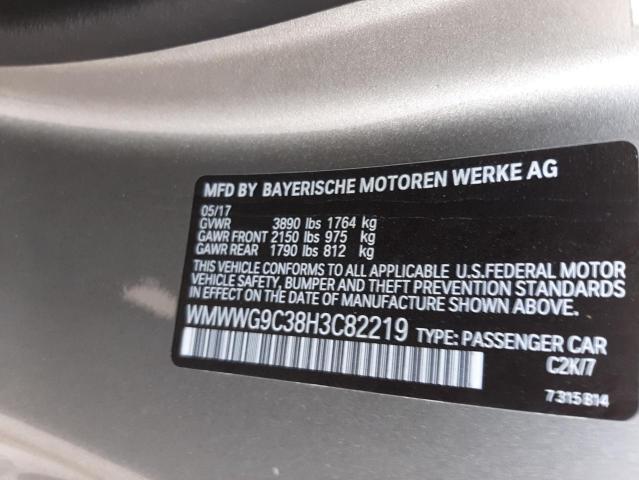 MFD BY BAYERISCHE MOTOREN WERKE AG
05/17
GVWR 3890 lbs 1764 kg
GAWR FRONT 2150 lbs 975 kg
GAWR REAR 1790 lbs 812 kg
THIS VEHICLE CONFORMS TO ALL APPLICABLE U.S.FEDERAL MOTOR
VEHICLE SAFETY, BUMPER AND THEFT PREVENTION STANDARDS
IN EFFECT ON THE DATE OF MANUFACTURE SHOWN ABOVE.
WMWWG9C38H3C82219 TYPE: PASSENGER CAR
C2K/7
7 315 814